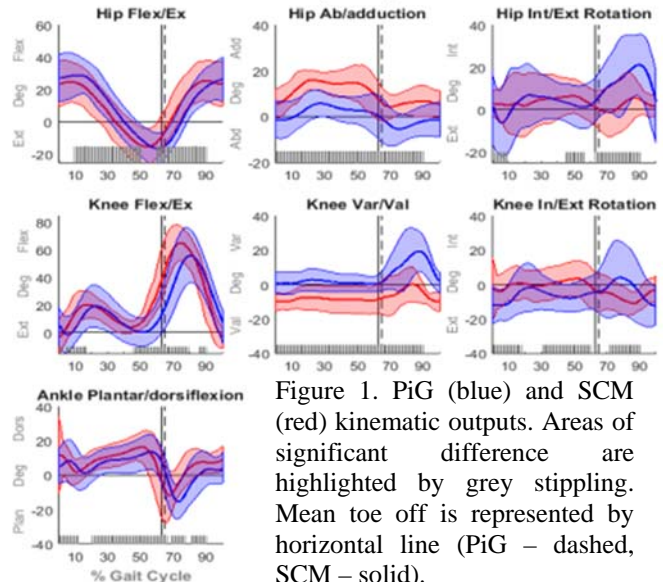 Hip Flex/Ex
Hip Ab/adduction
Hip Int/Ext Rotation
60
40
20
0
-20
Flex
Deg
Ext
10 30 50 70 90
40
20
0
-20
Add
Deg
Abd
10 30 50 70 90
40
20
0
-20
Int
Deg
Ext
10 30 50 70 90
Knee Flex/Ex
Knee Var/Val
Knee In/Ext Rotation
80
60
40
20
0
Flex
Deg
Ext
10 30 50 70 90
40
20
0
-20
-40
Var
Deg
Val
10 30 50 70 90
40
20
0
-20
-40
Int
Deg
Ext
10 30 50 70 90
Ankle Plantar/dorsiflexion
40
20
0
-20
-40
Dors
Deg
Plan
10 30 50 70 90
% Gait Cycle
Figure 1. PiG (blue) and SCM
(red) kinematic outputs. Areas of
significant difference are
highlighted by grey stippling.
Mean toe off is represented by
horizontal line (PiG – dashed,
SCM – solid).